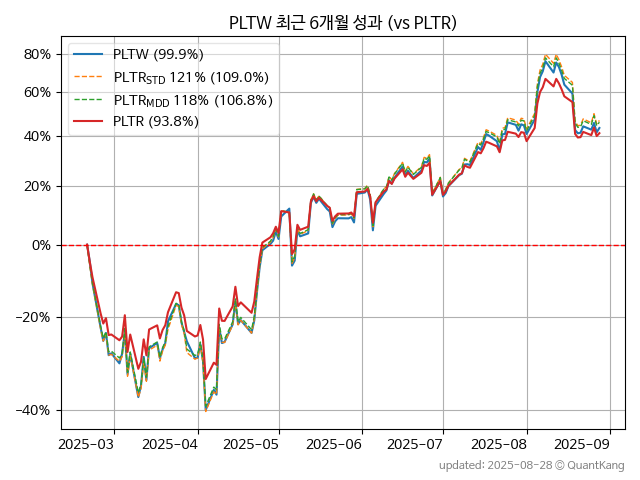 PLTW 최근 6개월 성과 (vs PLTR)
PLTW (99.9%)
PLTR_STD 121% (109.0%)
PLTR_MDD 118% (106.8%)
PLTR (93.8%)
80%
60%
40%
20%
0%
−20%
−40%
2025-03 2025-04 2025-05 2025-06 2025-07 2025-08 2025-09
updated: 2025-08-28 © QuantKang